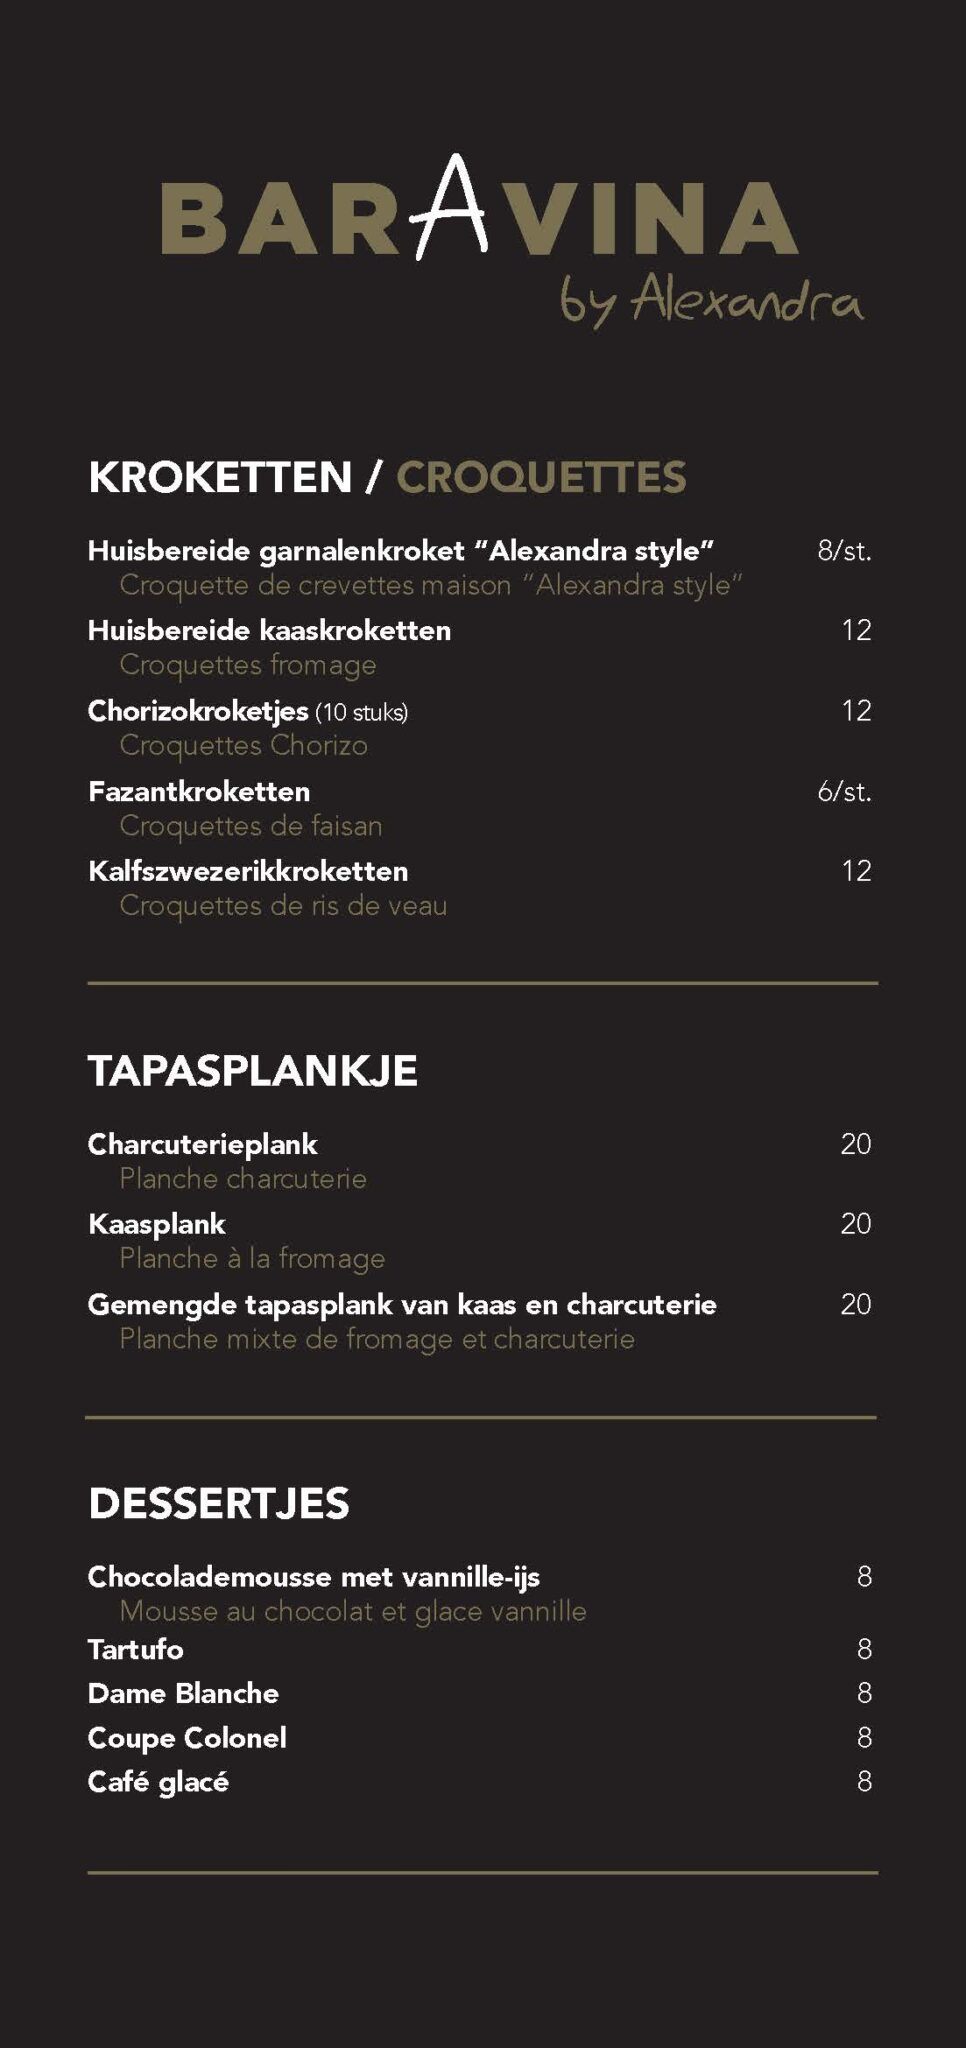 BARAVINA
by Alexandra
KROKETTEN / CROQUETTES
Huisbereide garnalenkroket “Alexandra style” 8/st.
Croquette de crevettes maison “Alexandra style”
Huisbereide kaaskroketten 12
Croquettes fromage
Chorizokroketjes (10 stuks) 12
Croquettes Chorizo
Fazantkroketten 6/st.
Croquettes de faisan
Kalfszwezerikkroketten 12
Croquettes de ris de veau
TAPASPLANKJE
Charcuterieplank 20
Planche charcuterie
Kaasplank 20
Planche à la fromage
Gemengde tapasplank van kaas en charcuterie 20
Planche mixte de fromage et charcuterie
DESSERTJES
Chocolademousse met vannille-ijs 8
Mousse au chocolat et glace vannille
Tartufo 8
Dame Blanche 8
Coupe Colonel 8
Café glacé 8